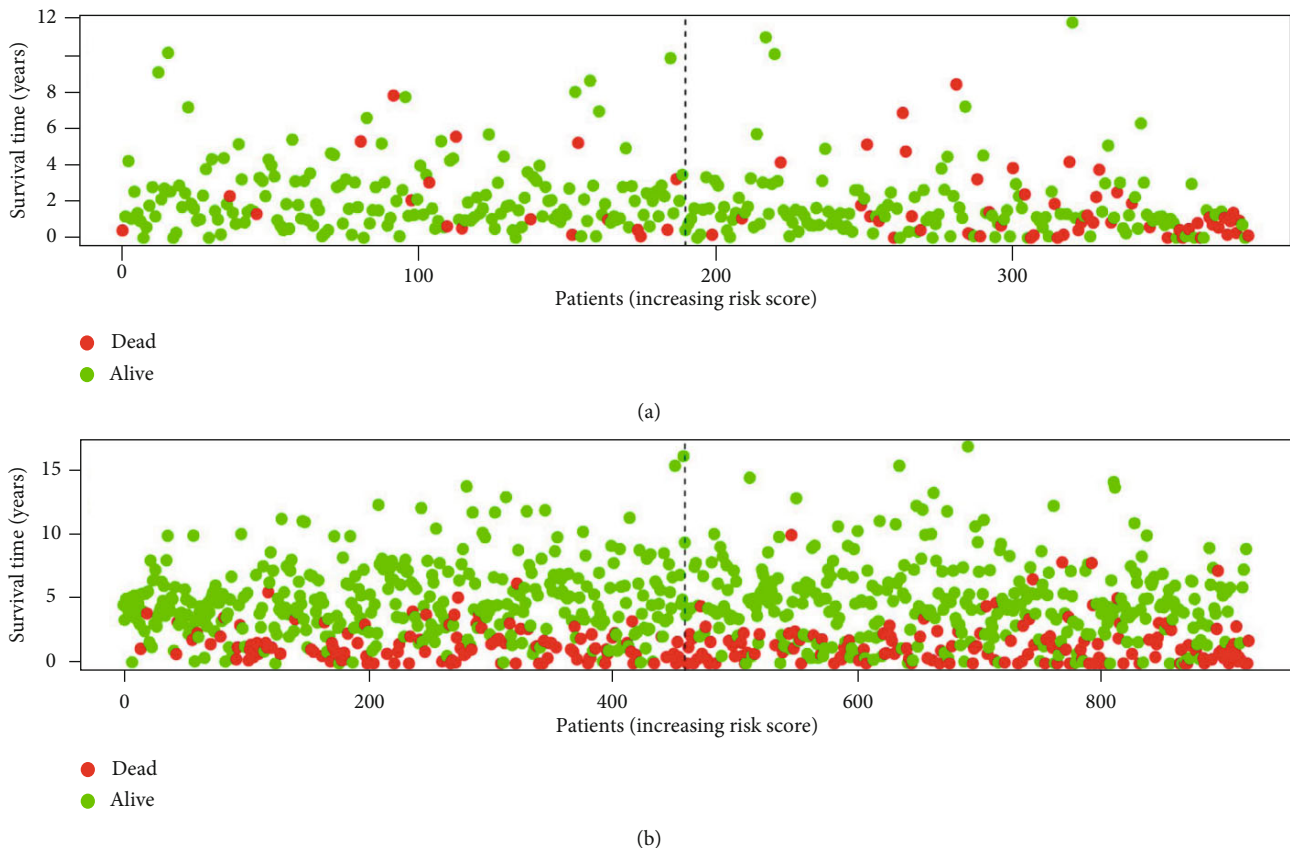 12
8
6
4
2
0
Survival time (years)
0 100 200 300
Patients (increasing risk score)
Dead
Alive
(a)
15
10
5
0
Survival time (years)
0 200 400 600 800
Patients (increasing risk score)
Dead
Alive
(b)